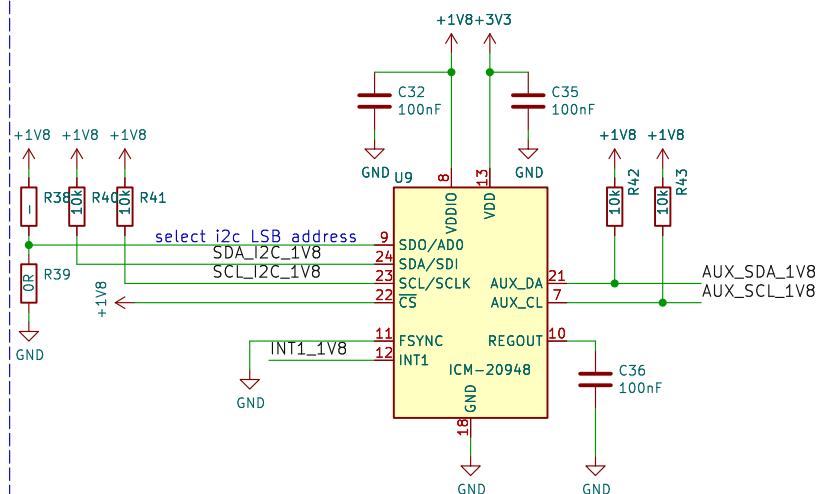 +1V8 +3V3
C32
100nF
C35
100nF
GND
GND
+1V8 +1V8 +1V8
+1V8 +1V8
R38
-
R40
10k
R41
10k
R42
10k
R43
10k
U9
8
VDDIO
13
VDD
select i2c LSB address
9
SDO/AD0
SDA_I2C_1V8
24
SDA/SDI
SCL_I2C_1V8
23
SCL/SCLK
+1V8
22
CS
R39
0R
GND
21
AUX_DA
AUX_SDA_1V8
7
AUX_CL
AUX_SCL_1V8
11
FSYNC
INT1_1V8
12
INT1
10
REGOUT
ICM-20948
C36
100nF
GND
GND
18
GND
GND